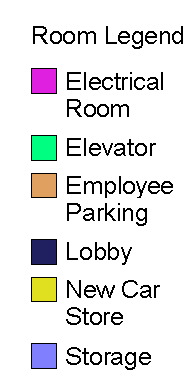 Room Legend
Electrical
Room
Elevator
Employee
Parking
Lobby
New Car
Store
Storage